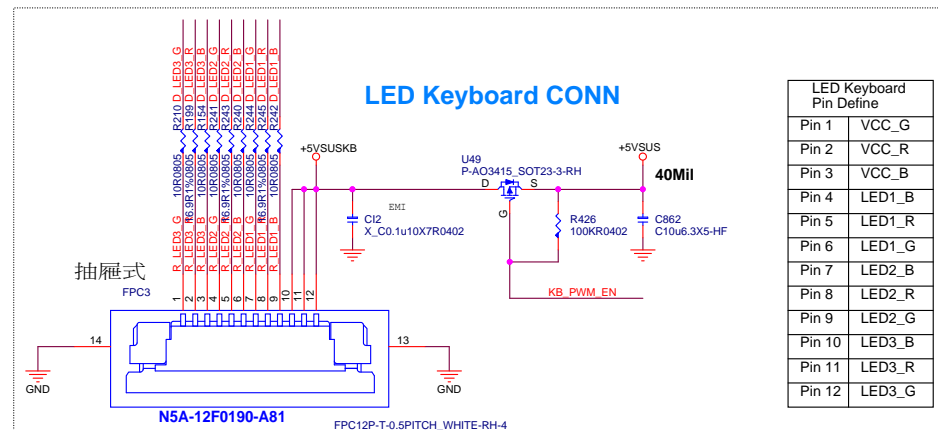 LED Keyboard CONN
R210 D_LED3_G
R199 D_LED3_R
R154 D_LED3_B
R241 D_LED2_G
R243 D_LED2_R
R240 D_LED2_B
R244 D_LED1_G
R245 D_LED1_R
R242 D_LED1_B
R_LED3_G 10R0805
R_LED3_R 16.9R1%0805
R_LED3_B 10R0805
R_LED2_G 10R0805
R_LED2_R 16.9R1%0805
R_LED2_B 10R0805
R_LED1_G 10R0805
R_LED1_R 16.9R1%0805
R_LED1_B 10R0805
+5VSUSKB
CI2
X_C0.1u10X7R0402
EMI
U49
P-AO3415_SOT23-3-RH
D
S
G
+5VSUS
40Mil
R426
100KR0402
C862
C10u6.3X5-HF
KB_PWM_EN
抽屜式
FPC3
1 2 3 4 5 6 7 8 9 10 11 12
14
13
GND
GND
N5A-12F0190-A81
FPC12P-T-0.5PITCH_WHITE-RH-4
LED Keyboard
Pin Define
Pin 1 VCC_G
Pin 2 VCC_R
Pin 3 VCC_B
Pin 4 LED1_B
Pin 5 LED1_R
Pin 6 LED1_G
Pin 7 LED2_B
Pin 8 LED2_R
Pin 9 LED2_G
Pin 10 LED3_B
Pin 11 LED3_R
Pin 12 LED3_G